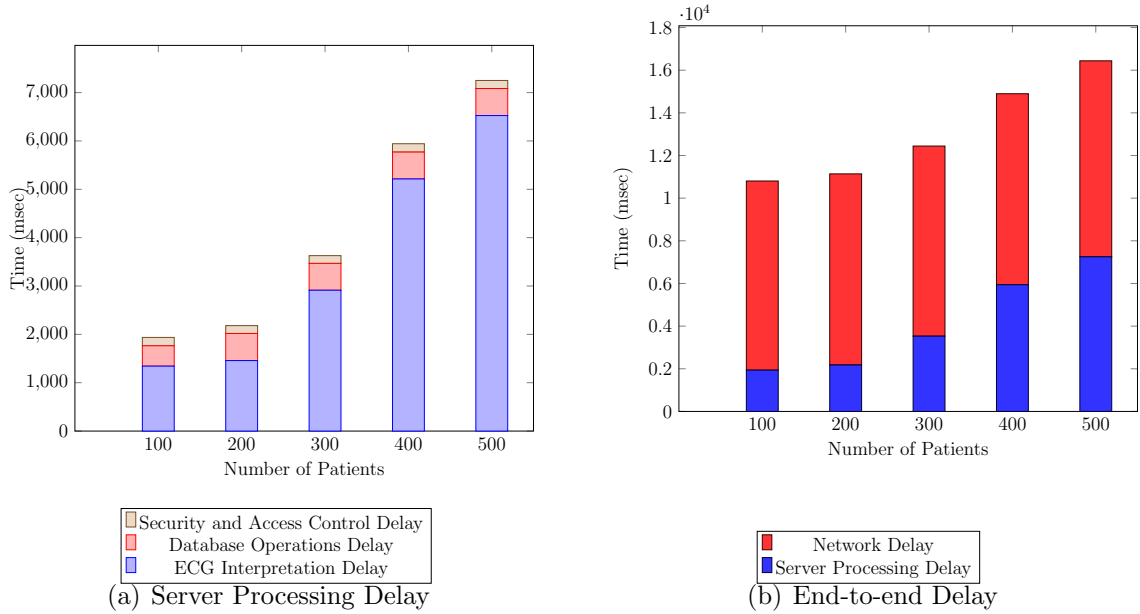 7,000
6,000
5,000
4,000
3,000
2,000
1,000
0
Time (msec)
100 200 300 400 500
Number of Patients
Security and Access Control Delay
Database Operations Delay
ECG Interpretation Delay
(a) Server Processing Delay
·10⁴
1.8
1.6
1.4
1.2
1
0.8
0.6
0.4
0.2
0
Time (msec)
100 200 300 400 500
Number of Patients
Network Delay
Server Processing Delay
(b) End-to-end Delay